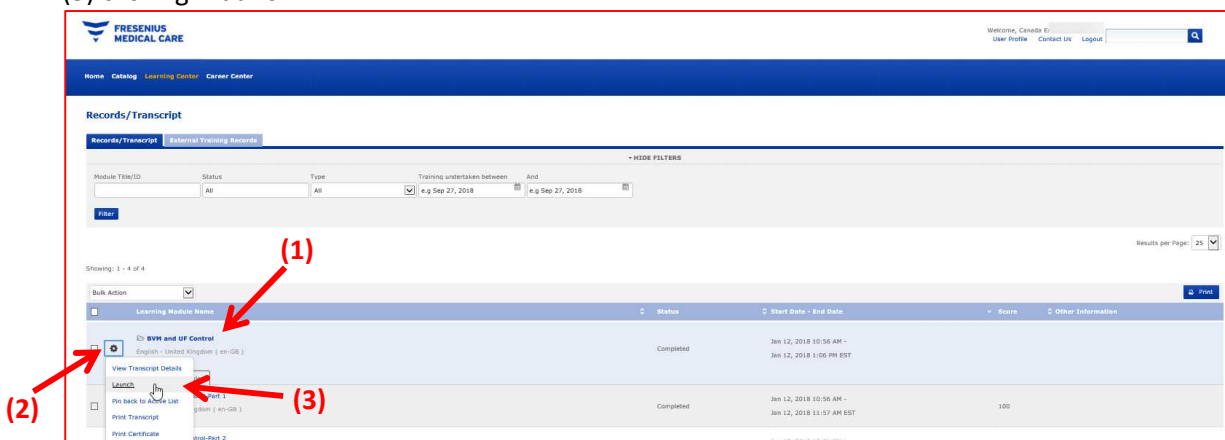 FRESENIUS
MEDICAL CARE
Welcome, Canada E
User Profile Contact Us Logout
Home Catalog Learning Center Career Center
Records/Transcript
Records/Transcript External Training Records
HIDE FILTERS
Module Title/ID Status Type Training undertaken between And
All All e.g Sep 27, 2018 e.g Sep 27, 2018
Filter
Results per Page: 25
(1)
Showing: 1 - 4 of 4
Bulk Action Print
Learning Module Name Status Start Date - End Date Score Other Information
BVM and UF Control
English - United Kingdom ( en-GB )
Completed
Jan 12, 2018 10:56 AM -
Jan 12, 2018 1:06 PM EST
View Transcript Details
Launch
(2)
(3)
Pin back to Active List
Part 1
gdom ( en-GB )
Completed
Jan 12, 2018 10:56 AM -
Jan 12, 2018 11:57 AM EST
100
Print Transcript
Print Certificate
ntrol-Part 2